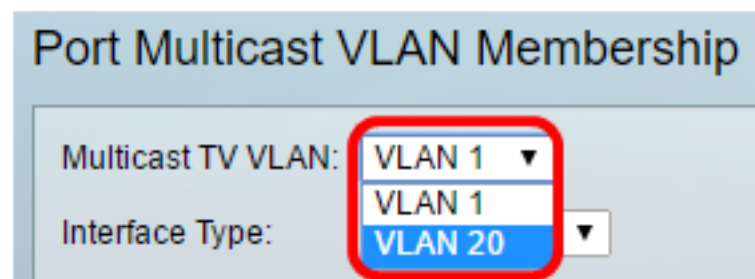 Port Multicast VLAN Membership
Multicast TV VLAN: VLAN 1
VLAN 1
Interface Type: VLAN 20